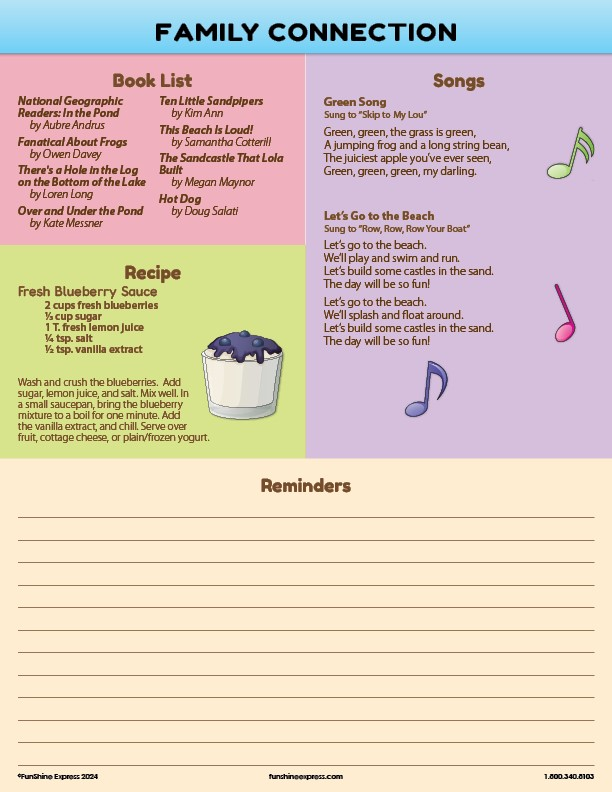 FAMILY CONNECTION
Book List
National Geographic
Readers: In the Pond
by Aubre Andrus
Fanatical About Frogs
by Owen Davey
There's a Hole in the Log
on the Bottom of the Lake
by Loren Long
Over and Under the Pond
by Kate Messner
Ten Little Sandpipers
by Kim Ann
This Beach Is Loud!
by Samantha Cotterill
The Sandcastle That Lola
Built
by Megan Maynor
Hot Dog
by Doug Salati
Recipe
Fresh Blueberry Sauce
2 cups fresh blueberries
⅓ cup sugar
1 T. fresh lemon juice
¼ tsp. salt
½ tsp. vanilla extract
Wash and crush the blueberries. Add
sugar, lemon juice, and salt. Mix well. In
a small saucepan, bring the blueberry
mixture to a boil for one minute. Add
the vanilla extract, and chill. Serve over
fruit, cottage cheese, or plain/frozen yogurt.
Songs
Green Song
Sung to “Skip to My Lou”
Green, green, the grass is green,
A jumping frog and a long string bean,
The juiciest apple you’ve ever seen,
Green, green, green, my darling.
Let’s Go to the Beach
Sung to “Row, Row, Row Your Boat”
Let’s go to the beach.
We’ll play and swim and run.
Let’s build some castles in the sand.
The day will be so fun!
Let’s go to the beach.
We’ll splash and float around.
Let’s build some castles in the sand.
The day will be so fun!
Reminders
©FunShine Express 2024
funshineexpress.com
1.800.340.8103